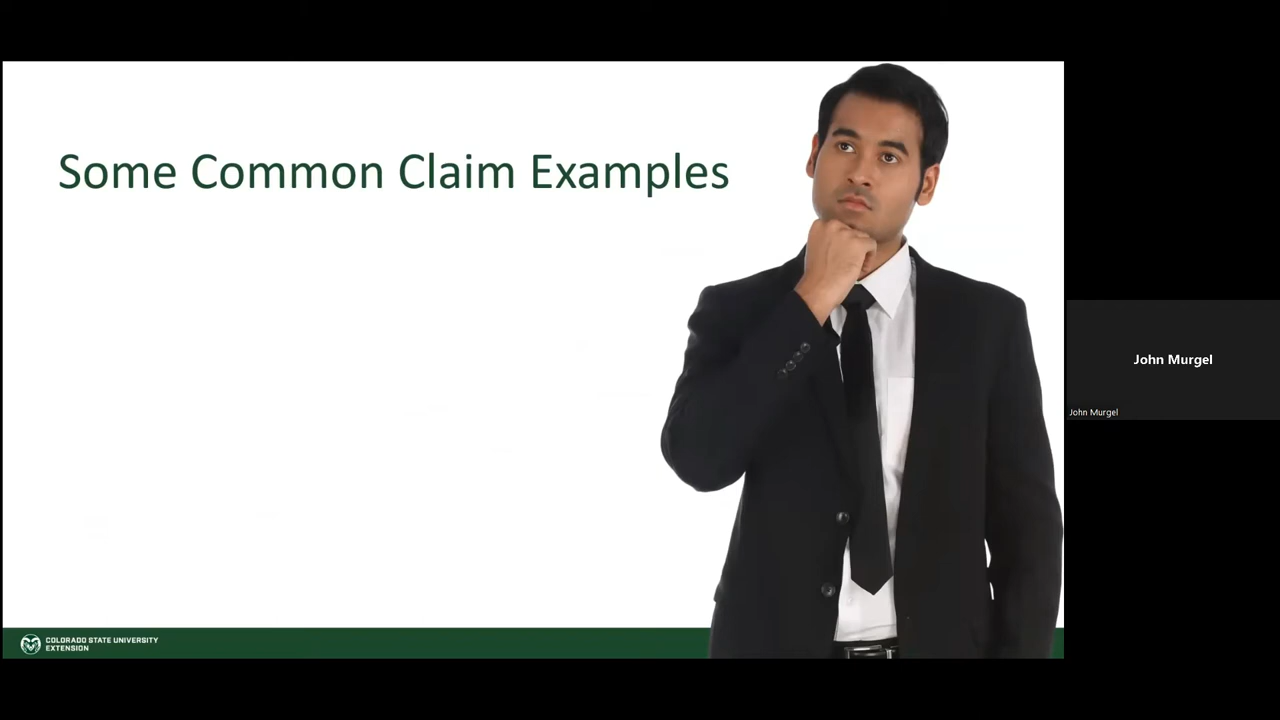 Some Common Claim Examples
John Murgel
John Murgel
COLORADO STATE UNIVERSITY
EXTENSION